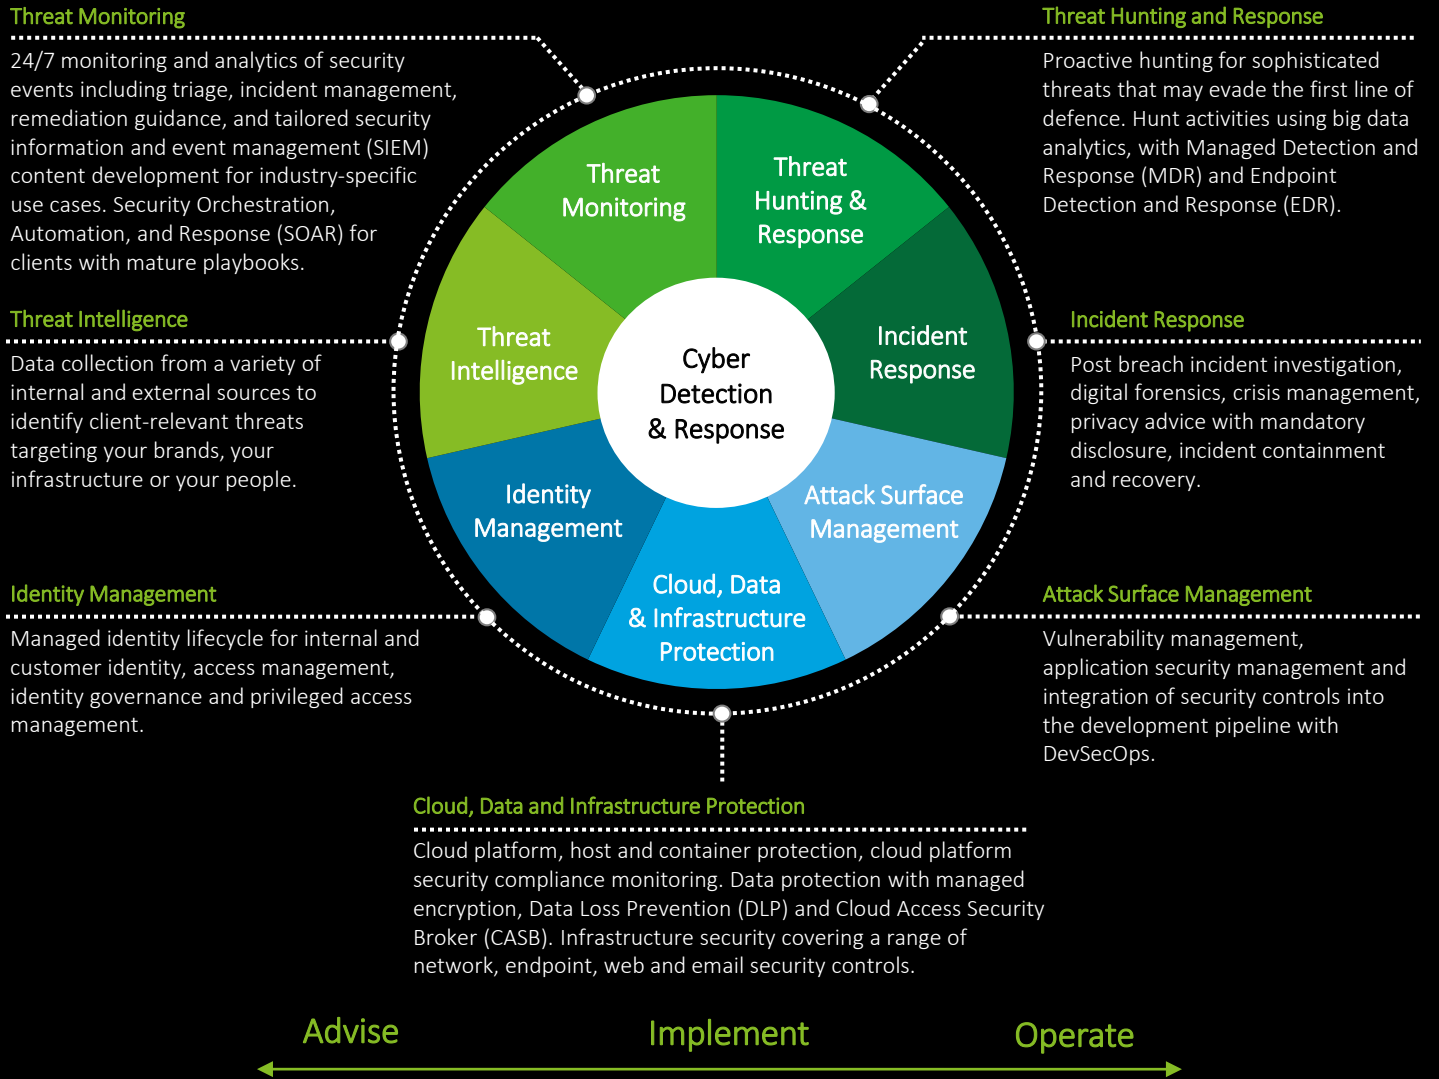 Threat Monitoring
24/7 monitoring and analytics of security
events including triage, incident management,
remediation guidance, and tailored security
information and event management (SIEM)
content development for industry-specific
use cases. Security Orchestration,
Automation, and Response (SOAR) for
clients with mature playbooks.
Threat Hunting and Response
Proactive hunting for sophisticated
threats that may evade the first line of
defence. Hunt activities using big data
analytics, with Managed Detection and
Response (MDR) and Endpoint
Detection and Response (EDR).
Threat Intelligence
Data collection from a variety of
internal and external sources to
identify client-relevant threats
targeting your brands, your
infrastructure or your people.
Incident Response
Post breach incident investigation,
digital forensics, crisis management,
privacy advice with mandatory
disclosure, incident containment
and recovery.
Threat
Monitoring
Threat
Hunting &
Response
Threat
Intelligence
Incident
Response
Cyber
Detection
& Response
Identity
Management
Attack Surface
Management
Cloud, Data
& Infrastructure
Protection
Identity Management
Managed identity lifecycle for internal and
customer identity, access management,
identity governance and privileged access
management.
Attack Surface Management
Vulnerability management,
application security management and
integration of security controls into
the development pipeline with
DevSecOps.
Cloud, Data and Infrastructure Protection
Cloud platform, host and container protection, cloud platform
security compliance monitoring. Data protection with managed
encryption, Data Loss Prevention (DLP) and Cloud Access Security
Broker (CASB). Infrastructure security covering a range of
network, endpoint, web and email security controls.
Advise
Implement
Operate